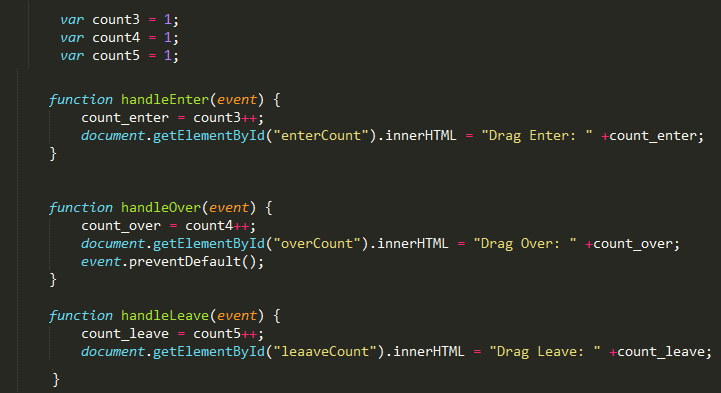 var count3 = 1;
var count4 = 1;
var count5 = 1;
function handleEnter(event) {
count_enter = count3++;
document.getElementById("enterCount").innerHTML = "Drag Enter: " +count_enter;
}
function handleOver(event) {
count_over = count4++;
document.getElementById("overCount").innerHTML = "Drag Over: " +count_over;
event.preventDefault();
}
function handleLeave(event) {
count_leave = count5++;
document.getElementById("leaaveCount").innerHTML = "Drag Leave: " +count_leave;
}